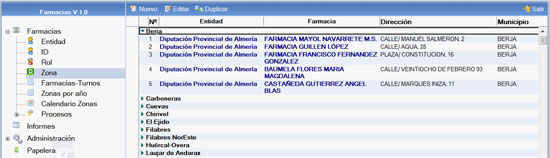 Farmacias V.1.0
Nuevo Editar Duplicar Salir
Farmacias
Entidad
ID
Rol
Zona
Farmacias-Turnos
Zonas por año
Calendario Zonas
Procesos
Informes
Administración
Papelera
Nº Entidad Farmacia Dirección Municipio
Berja
1 Diputación Provincial de Almería FARMACIA MAYOL NAVARRETE M.S. CALLE/ MANUEL SALMERON, 2 BERJA
2 Diputación Provincial de Almería FARMACIA GUILLEN LÓPEZ CALLE/ AGUA, 28 BERJA
3 Diputación Provincial de Almería FARMACIA FRANCISCO FERNANDEZ PLAZA/ CONSTITUCION, 16 BERJA
GONZALEZ
4 Diputación Provincial de Almería BAUMELA FLORES MARIA CALLE/ VEINTIOCHO DE FEBRERO 93 BERJA
MAGDALENA
5 Diputación Provincial de Almería CASTAÑEDA GUTIERREZ ANGEL CALLE/ MARQUES INIZA, 11 BERJA
BLAS
Carboneras
Cuevas
Chirivel
El Ejido
Filabres
Filabres NorEste
Huércal-Overa
Laujar de Andarax